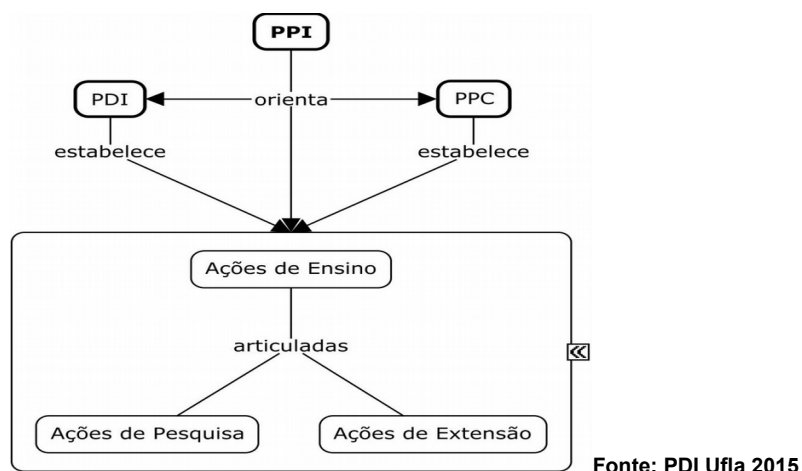 PPI
PDI
orienta
PPC
estabelece
estabelece
Ações de Ensino
articuladas
Ações de Pesquisa
Ações de Extensão
Fonte: PDI Ufla 2015